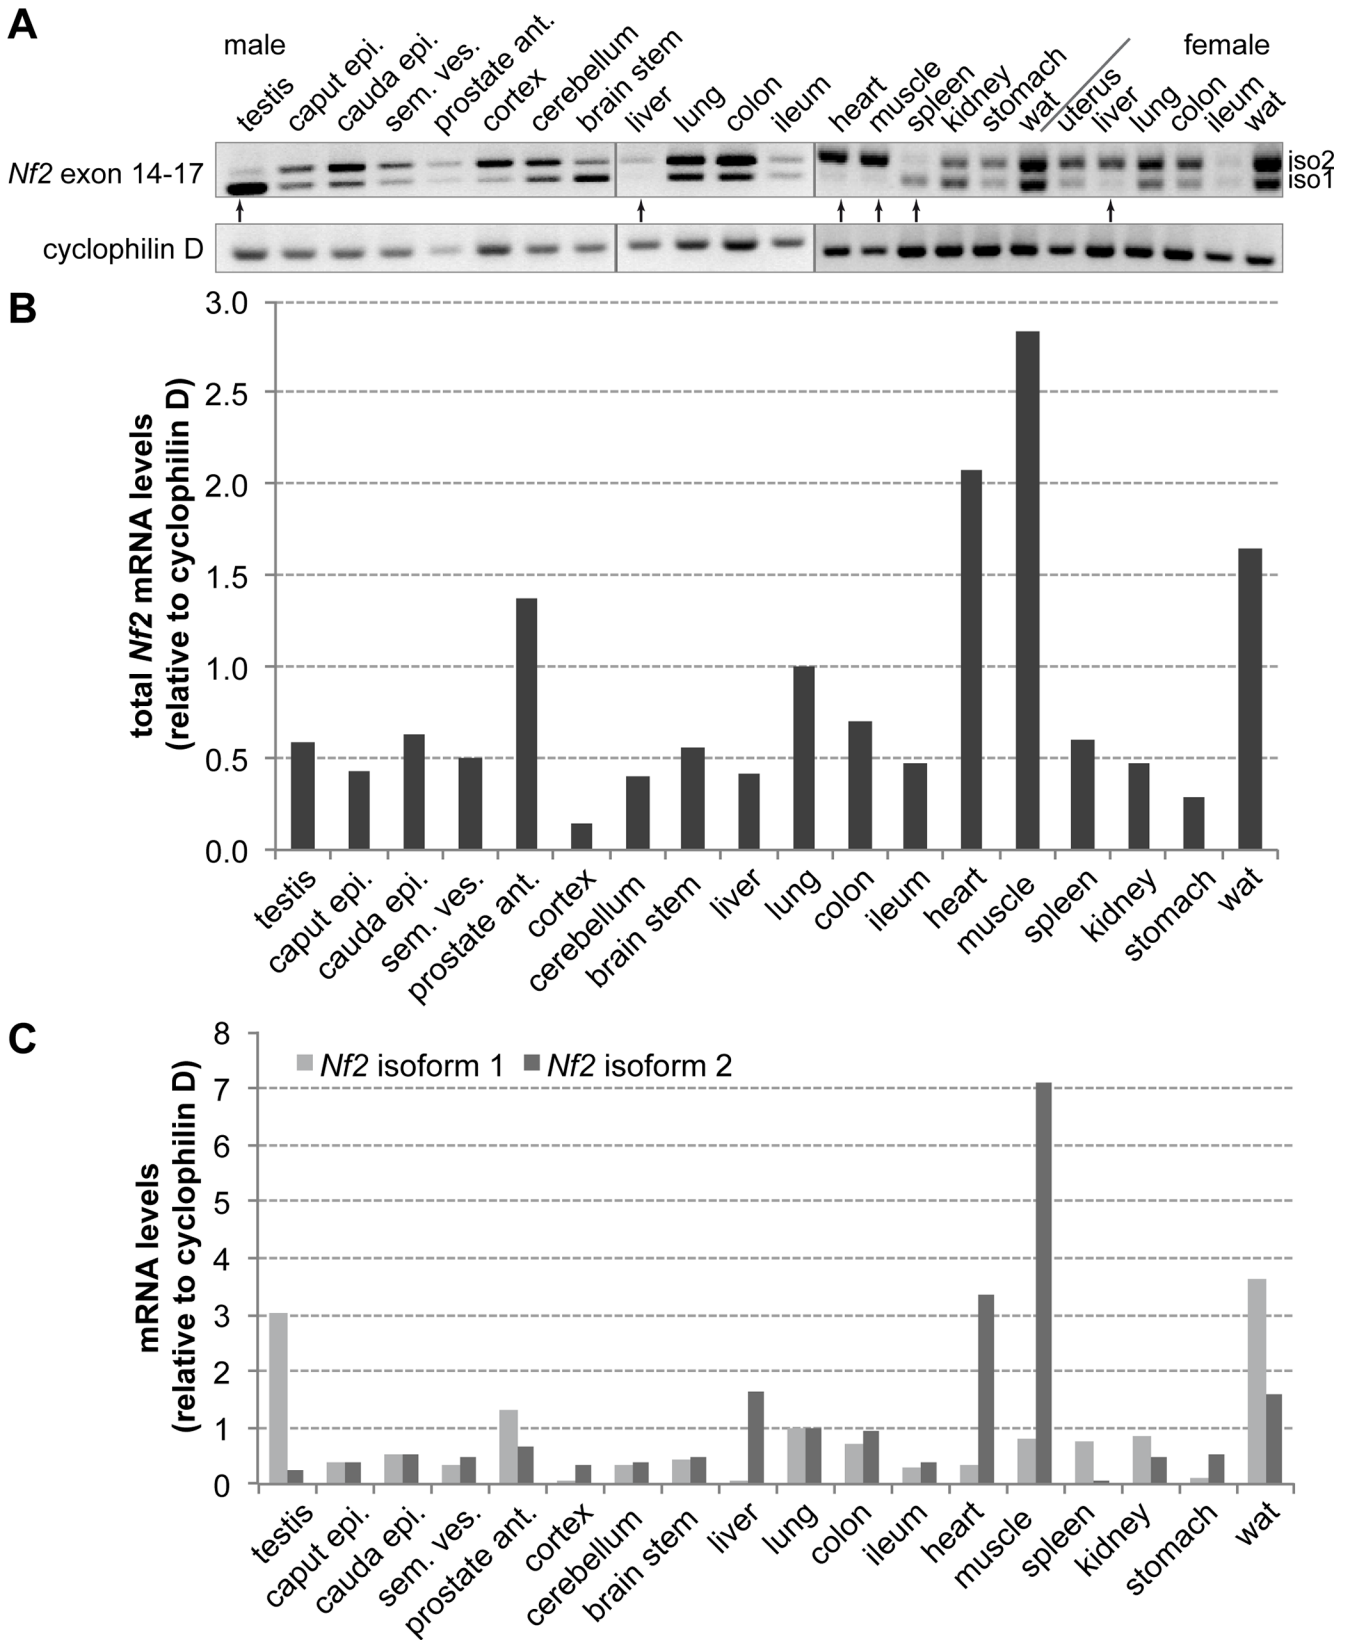 A
male
female
testis
caput epi.
cauda epi.
sem. ves.
prostate ant.
cortex
cerebellum
brain stem
liver
lung
colon
ileum
heart
muscle
spleen
kidney
stomach
wat
uterus
liver
lung
colon
ileum
wat
Nf2 exon 14-17
iso2
iso1
cyclophilin D
B
total Nf2 mRNA levels
(relative to cyclophilin D)
3.0
2.5
2.0
1.5
1.0
0.5
0.0
testis
caput epi.
cauda epi.
sem. ves.
prostate ant.
cortex
cerebellum
brain stem
liver
lung
colon
ileum
heart
muscle
spleen
kidney
stomach
wat
C
mRNA levels
(relative to cyclophilin D)
8
7
6
5
4
3
2
1
0
Nf2 isoform 1
Nf2 isoform 2
testis
caput epi.
cauda epi.
sem. ves.
prostate ant.
cortex
cerebellum
brain stem
liver
lung
colon
ileum
heart
muscle
spleen
kidney
stomach
wat